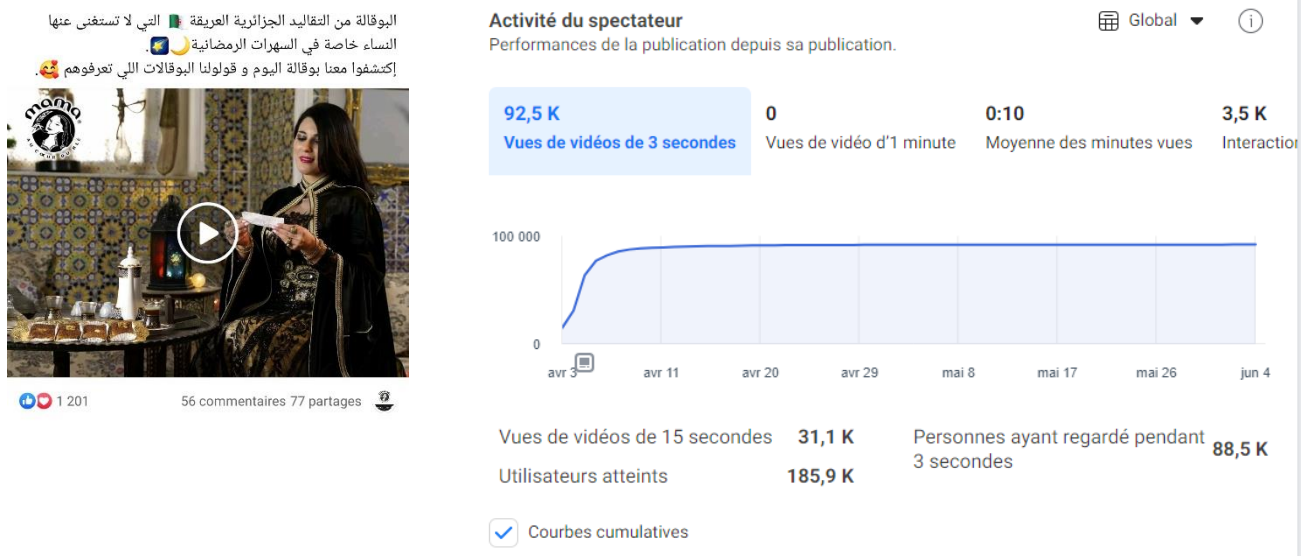 البوقالة من التقاليد الجزائرية العريقة 🇩🇿 التي لا تستغنى عنها
النساء خاصة في السهرات الرمضانية🌙🌠.
إكتشفوا معنا بوقالة اليوم و قولولنا البوقالات اللي تعرفوهم 🥰.
mama
1 201
56 commentaires 77 partages
Activité du spectateur
Global
Performances de la publication depuis sa publication.
92,5 K
Vues de vidéos de 3 secondes
0
Vues de vidéo d'1 minute
0:10
Moyenne des minutes vues
3,5 K
Interaction
100 000
0
avr 3
avr 11
avr 20
avr 29
mai 8
mai 17
mai 26
jun 4
Vues de vidéos de 15 secondes 31,1 K
Utilisateurs atteints 185,9 K
Personnes ayant regardé pendant
3 secondes
88,5 K
Courbes cumulatives